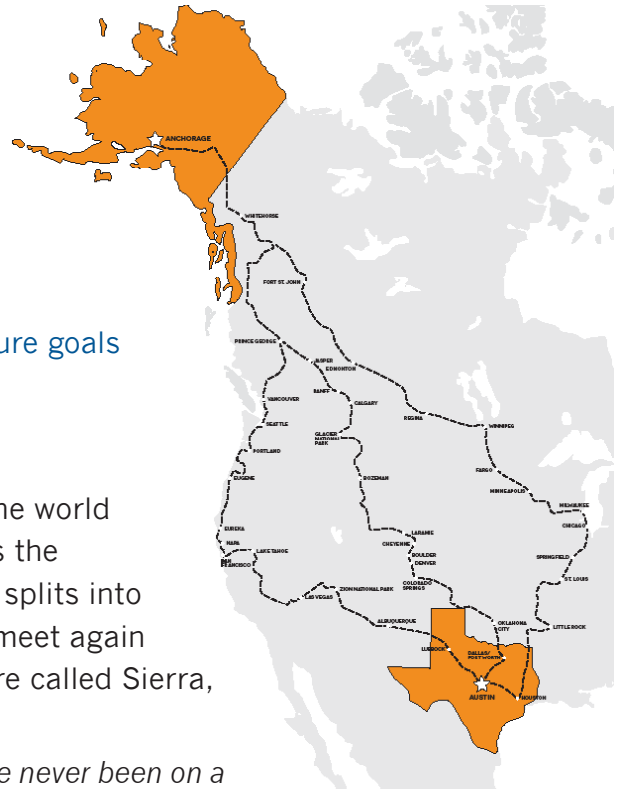 ANCHORAGE
WHITEHORSE
FORT ST. JOHN
ure goals
PRINCE GEORGE
JASPER
EDMONTON
BANFF
VANCOUVER
CALGARY
REGINA
SEATTLE
WINNIPEG
GLACIER
NATIONAL
PARK
PORTLAND
FARGO
EUGENE
BOZEMAN
MINNEAPOLIS
ne world
MILWAUKEE
CHICAGO
EUREKA
LARAMIE
s the
NAPA
CHEYENNE
LAKE TAHOE
BOULDER
SPRINGFIELD
SAN
FRANCISCO
DENVER
splits into
COLORADO
SPRINGS
ST. LOUIS
ZION NATIONAL PARK
LAS VEGAS
meet again
ALBUQUERQUE
OKLAHOMA
CITY
LITTLE ROCK
LUBBOCK
DALLAS/
FORT WORTH
re called Sierra,
AUSTIN
HOUSTON
e never been on a